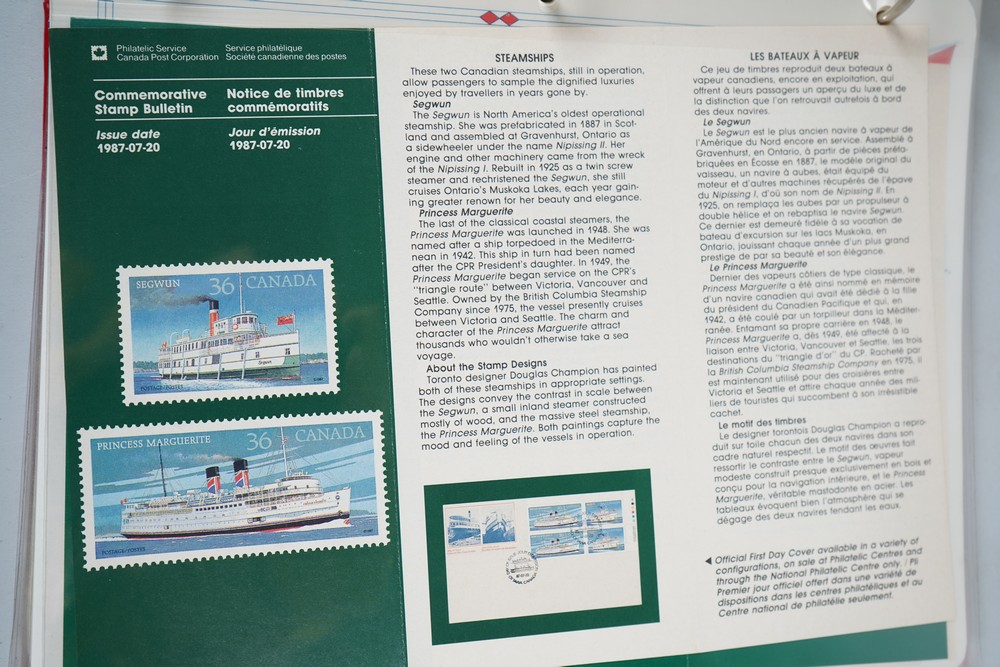 Philatelic Service
Canada Post Corporation
Service philatélique
Société canadienne des postes
Commemorative
Stamp Bulletin
Notice de timbres
commémoratifs
Issue date
1987-07-20
Jour d'émission
1987-07-20
SEGWUN 36 CANADA
POSTAGE/POSTES
PRINCESS MARGUERITE 36 CANADA
POSTAGE/POSTES
STEAMSHIPS
These two Canadian steamships, still in operation,
allow passengers to sample the dignified luxuries
enjoyed by travellers in years gone by.
Segwun
The Segwun is North America's oldest operational
steamship. She was prefabricated in 1887 in Scot-
land and assembled at Gravenhurst, Ontario as
a sidewheeler under the name Nipissing II. Her
engine and other machinery came from the wreck
of the Nipissing I. Rebuilt in 1925 as a twin screw
steamer and rechristened the Segwun, she still
cruises Ontario's Muskoka Lakes, each year gain-
ing greater renown for her beauty and elegance.
Princess Marguerite
The last of the classical coastal steamers, the
Princess Marguerite was launched in 1948. She was
named after a ship torpedoed in the Mediterra-
nean in 1942. This ship in turn had been named
after the CPR President's daughter. In 1949, the
Princess Marguerite began service on the CPR's
"triangle route" between Victoria, Vancouver and
Seattle. Owned by the British Columbia Steamship
Company since 1975, the vessel presently cruises
between Victoria and Seattle. The charm and
character of the Princess Marguerite attract
thousands who wouldn't otherwise take a sea
voyage.
About the Stamp Designs
Toronto designer Douglas Champion has painted
both of these steamships in appropriate settings.
The designs convey the contrast in scale between
the Segwun, a small inland steamer constructed
mostly of wood, and the massive steel steamship,
the Princess Marguerite. Both paintings capture the
mood and feeling of the vessels in operation.
LES BATEAUX À VAPEUR
Ce jeu de timbres reproduit deux bateaux à
vapeur canadiens, encore en exploitation, qui
offrent à leurs passagers un aperçu du luxe et de
la distinction que l'on retrouvait autrefois à bord
des deux navires.
Le Segwun
Le Segwun est le plus ancien navire à vapeur de
l'Amérique du Nord encore en service. Assemblé à
Gravenhurst, en Ontario, à partir de pièces préfa-
briquées en Écosse en 1887, le modèle original du
vaisseau, un navire à aubes, était équipé du
moteur et d'autres machines récupérés de l'épave
du Nipissing I, d'où son nom de Nipissing II. En
1925, on remplaça les aubes par un propulseur à
double hélice et on rebaptisa le navire Segwun.
Ce dernier est demeuré fidèle à sa vocation de
bateau d'excursion sur les lacs Muskoka, en
Ontario, jouissant chaque année d'un plus grand
prestige de par sa beauté et son élégance.
Le Princess Marguerite
Dernier des vapeurs côtiers de type classique, le
Princess Marguerite a été ainsi nommé en mémoire
d'un navire canadien qui avait été dédié à la fille
du président du Canadien Pacifique et qui, en
1942, a été coulé par un torpilleur dans la Méditer-
ranée. Entamant sa propre carrière en 1948, le
Princess Marguerite a, dès 1949, été affecté à la
liaison entre Victoria, Vancouver et Seattle, les trois
destinations du "triangle d'or" du CP. Racheté par
la British Columbia Steamship Company en 1975, il
est maintenant utilisé pour des croisières entre
Victoria et Seattle et attire chaque année des mil-
liers de touristes qui succombent à son irrésistible
cachet.
Le motif des timbres
Le designer torontois Douglas Champion a repro-
duit sur toile chacun des deux navires dans son
cadre naturel respectif. Le motif des œuvres fait
ressortir le contraste entre le Segwun, vapeur
modeste construit presque exclusivement en bois et
conçu pour la navigation intérieure, et le Princess
Marguerite, véritable mastodonte en acier. Les
tableaux évoquent bien l'atmosphère qui se
dégage des deux navires fendant les eaux.
◀ Official First Day Cover available in a variety of
configurations, on sale at Philatelic Centres and
through the National Philatelic Centre only. / Pli
Premier jour officiel offert dans une variété de
dispositions dans les centres philatéliques et au
Centre national de philatélie seulement.